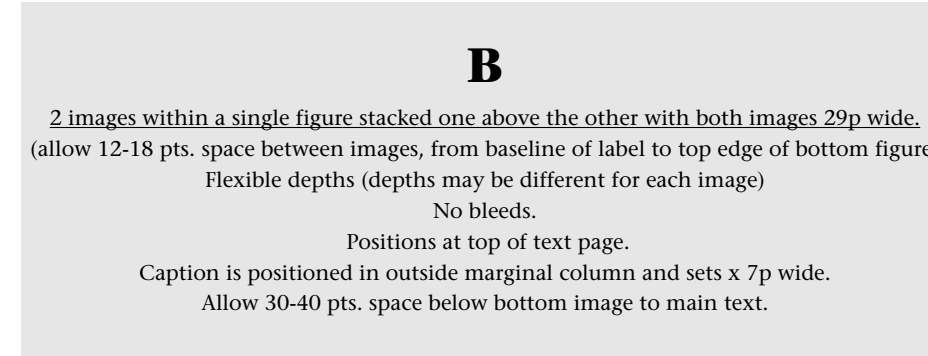 B
2 images within a single figure stacked one above the other with both images 29p wide.
(allow 12-18 pts. space between images, from baseline of label to top edge of bottom figure
Flexible depths (depths may be different for each image)
No bleeds.
Positions at top of text page.
Caption is positioned in outside marginal column and sets x 7p wide.
Allow 30-40 pts. space below bottom image to main text.